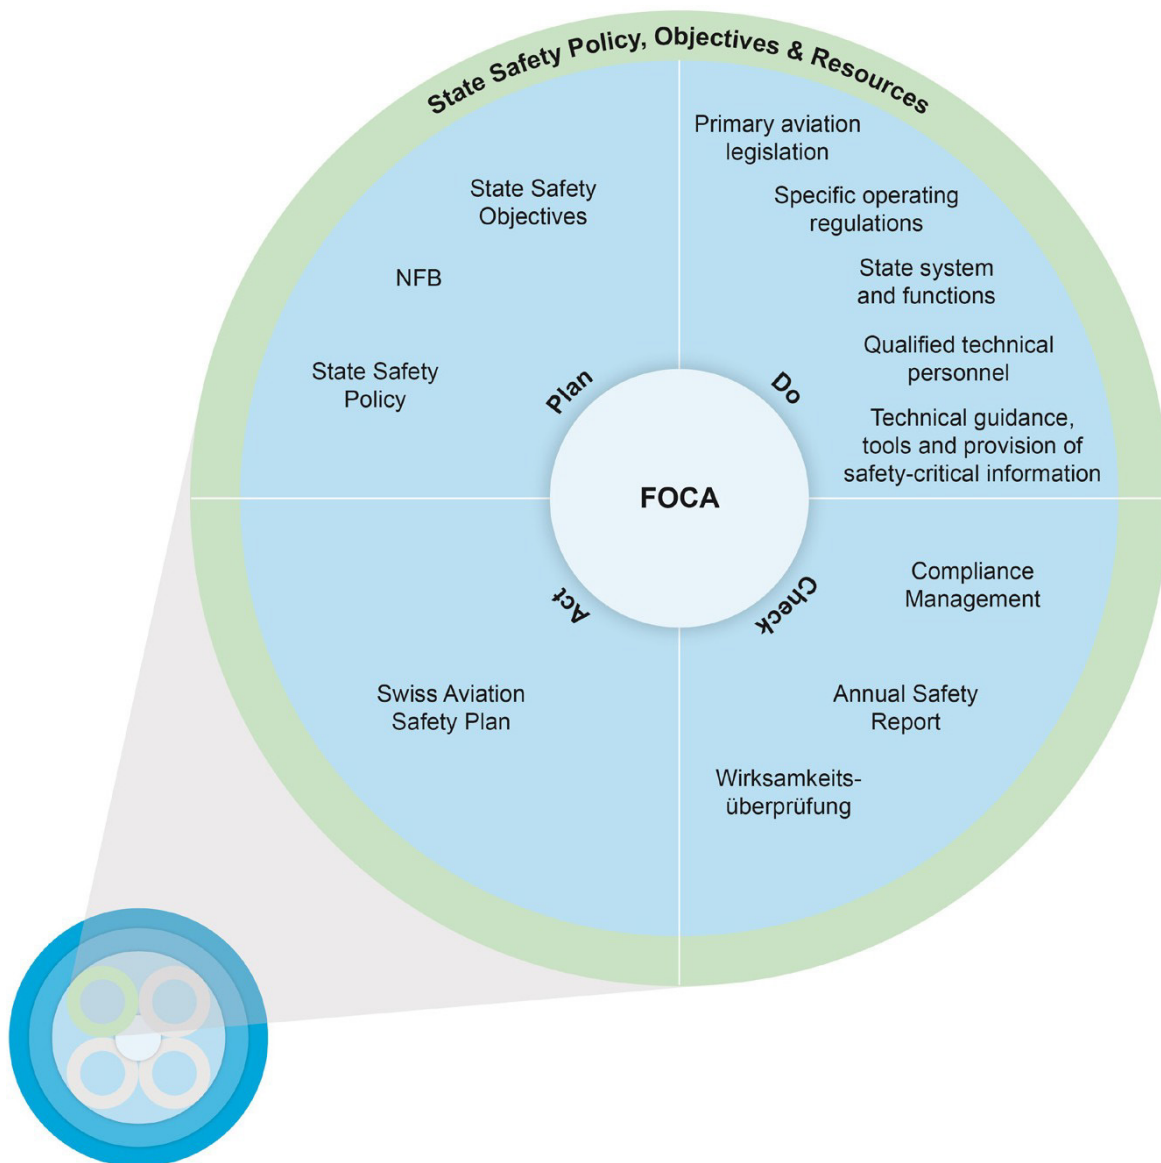 State Safety Policy, Objectives & Resources
Primary aviation
legislation
State Safety
Objectives
Specific operating
regulations
NFB
State system
and functions
State Safety
Policy
Qualified technical
personnel
Plan
Do
Technical guidance,
tools and provision of
safety-critical information
FOCA
Compliance
Management
Act
Check
Swiss Aviation
Safety Plan
Annual Safety
Report
Wirksamkeits-
überprüfung